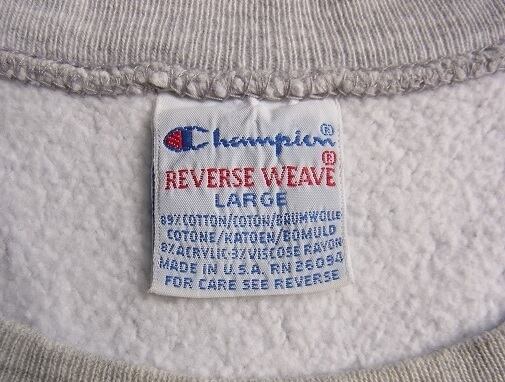 Champion®
REVERSE WEAVE®
LARGE
89% COTTON/COTON/BAUMWOLLE
COTONE/KATOEN/BOMULD
8% ACRYLIC-3% VISCOSE RAYON
MADE IN U.S.A. RN 26094
FOR CARE SEE REVERSE